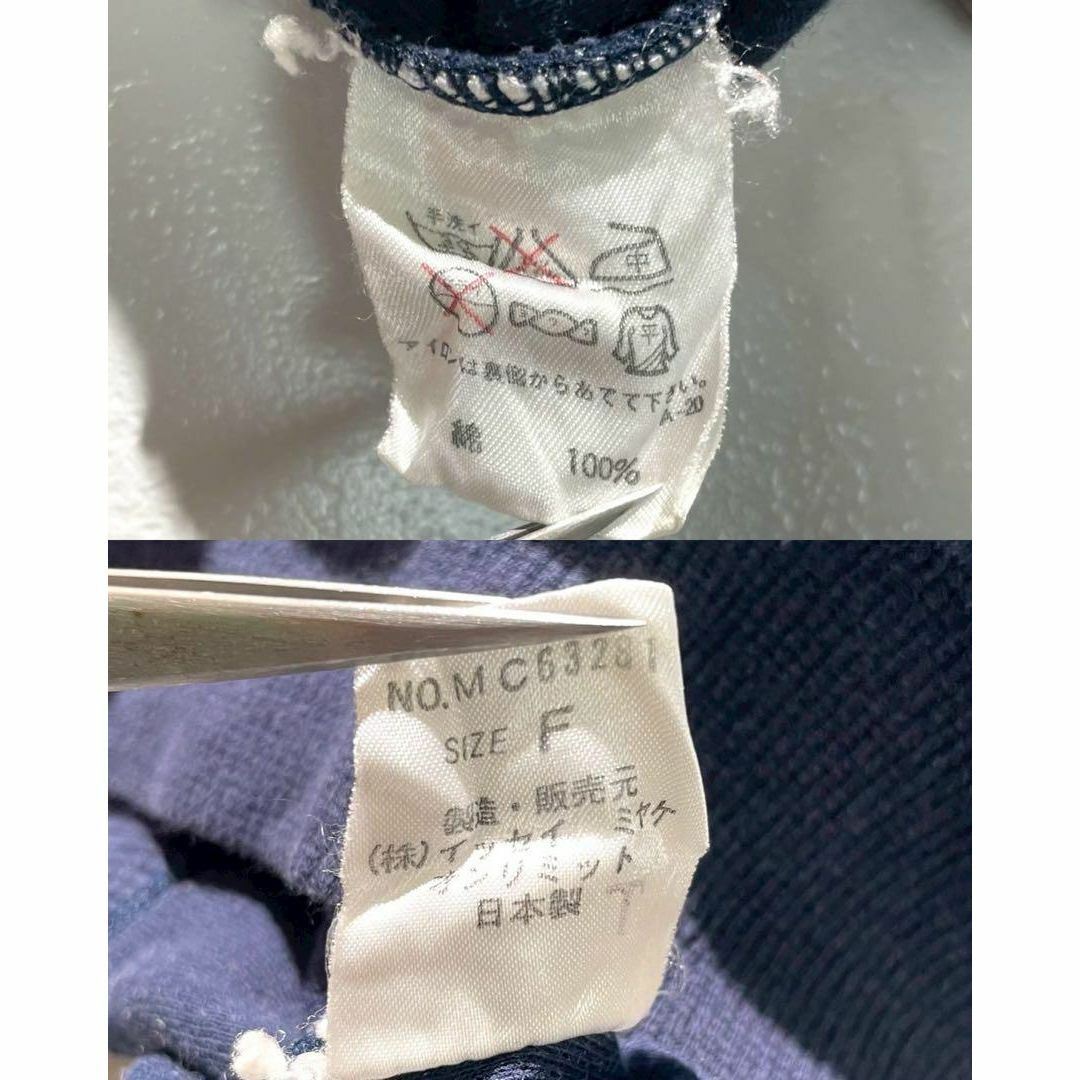 手洗イ
中
平
アイロンは裏側からあてて下さい。
A-20
綿 100%
NO.MC63281
SIZE F
製造・販売元
(株)イッセイ ミヤケ
オンリミット
日本製 T